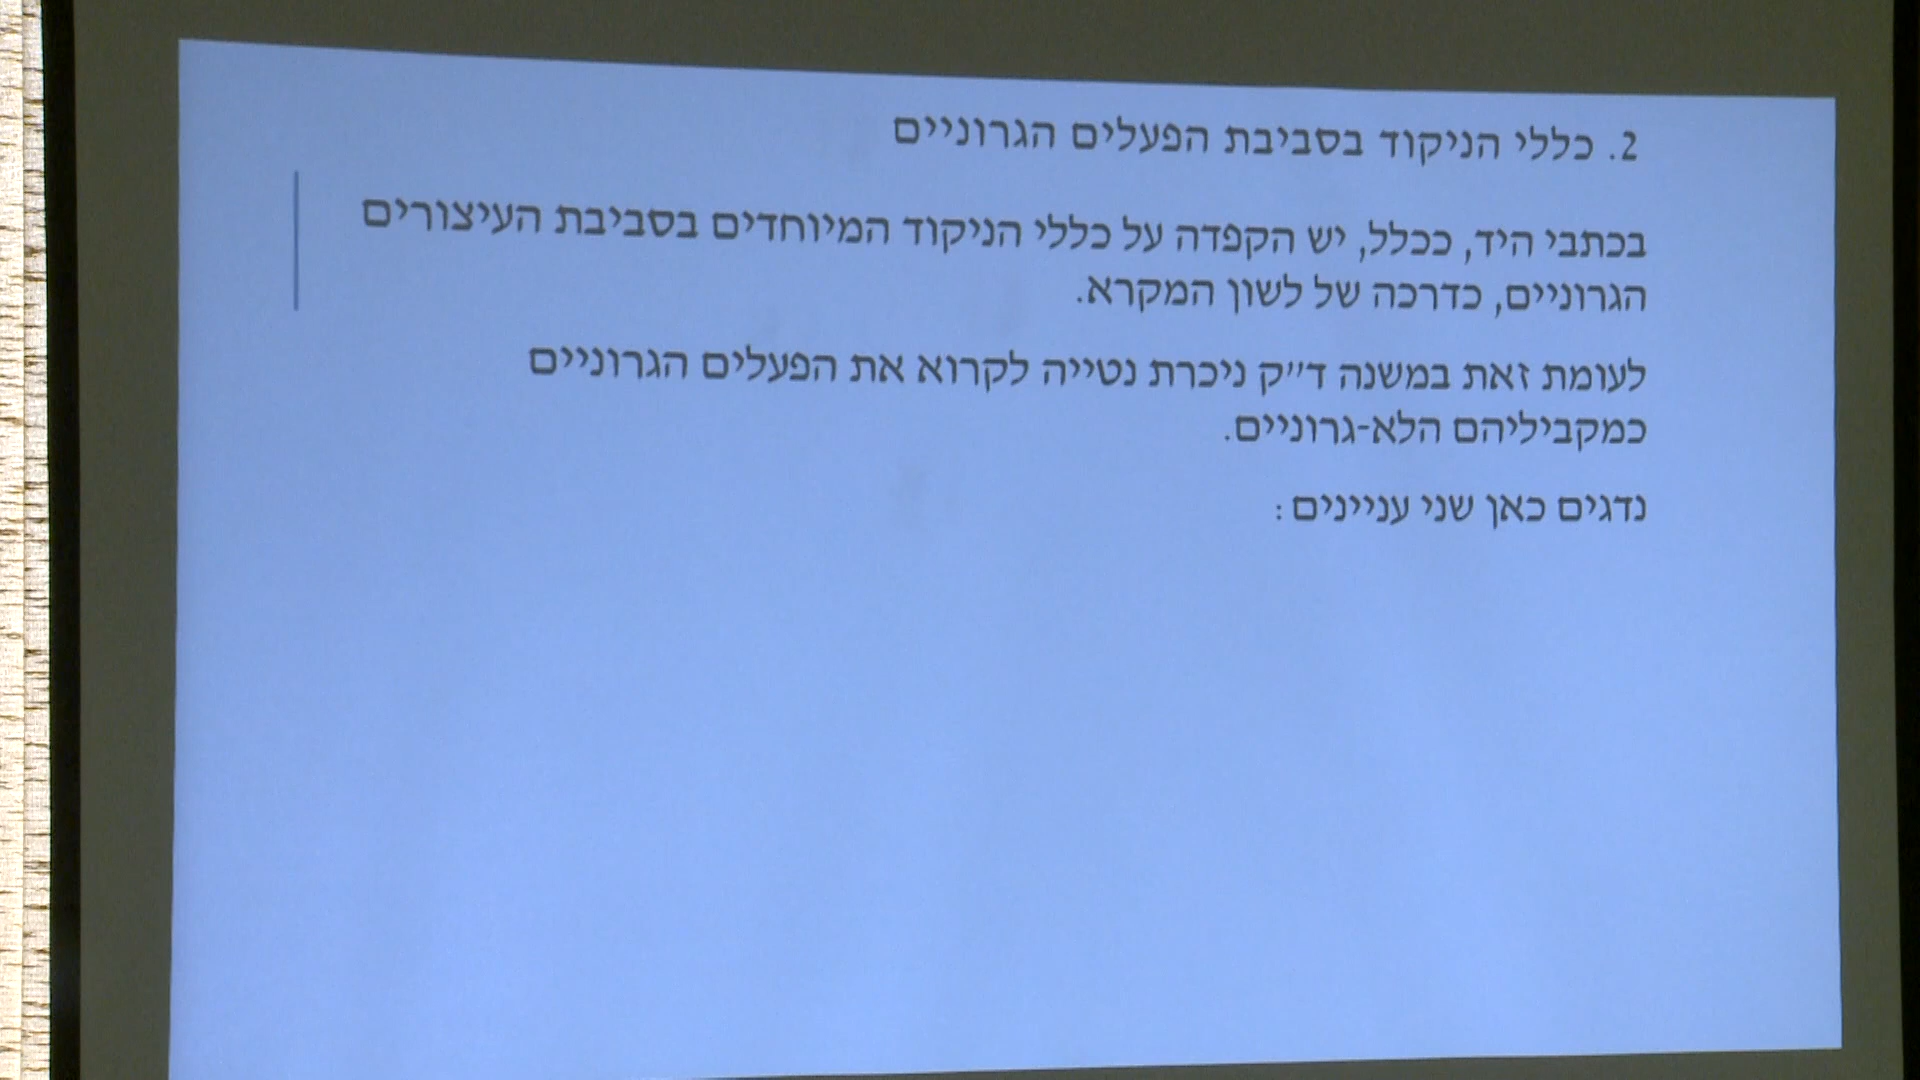 2. כללי הניקוד בסביבת הפעלים הגרוניים
בכתבי היד, ככלל, יש הקפדה על כללי הניקוד המיוחדים בסביבת העיצורים
הגרוניים, כדרכה של לשון המקרא.
לעומת זאת במשנה ד"ק ניכרת נטייה לקרוא את הפעלים הגרוניים
כמקביליהם הלא-גרוניים.
נדגים כאן שני עניינים: